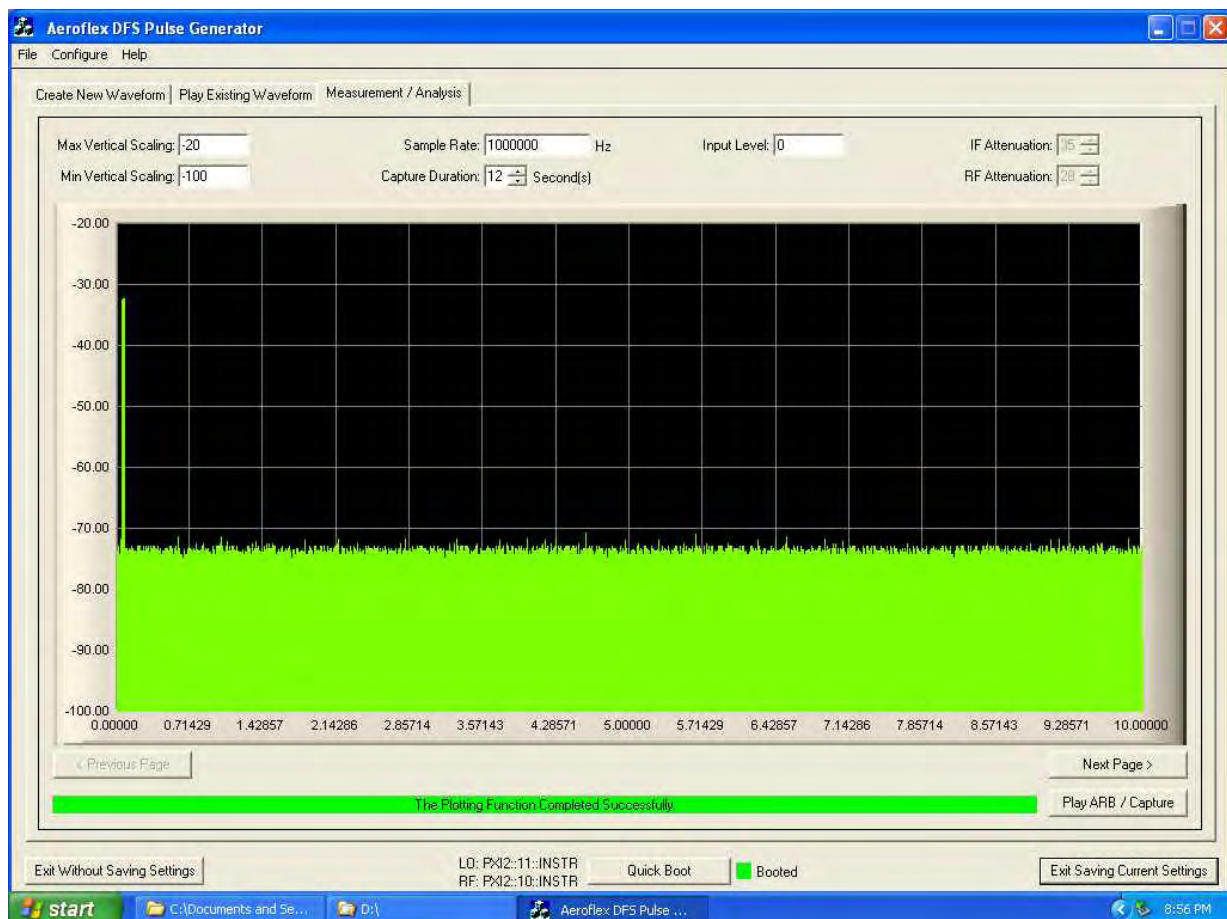 Aeroflex DFS Pulse Generator
File Configure Help
Create New Waveform Play Existing Waveform Measurement / Analysis
Max Vertical Scaling: -20 Sample Rate: 1000000 Hz Input Level: 0 IF Attenuation: 35
Min Vertical Scaling: -100 Capture Duration: 12 Second(s) RF Attenuation: 28
-20.00
-30.00
-40.00
-50.00
-60.00
-70.00
-80.00
-90.00
-100.00
0.00000 0.71429 1.42857 2.14286 2.85714 3.57143 4.28571 5.00000 5.71429 6.42857 7.14286 7.85714 8.57143 9.28571 10.00000
< Previous Page Next Page >
The Plotting Function Completed Successfully. Play ARB / Capture
Exit Without Saving Settings LO: PXI2::11::INSTR Quick Boot Booted Exit Saving Current Settings
RF: PXI2::10::INSTR
start C:\Documents and Se... D:\ Aeroflex DFS Pulse ... 8:56 PM